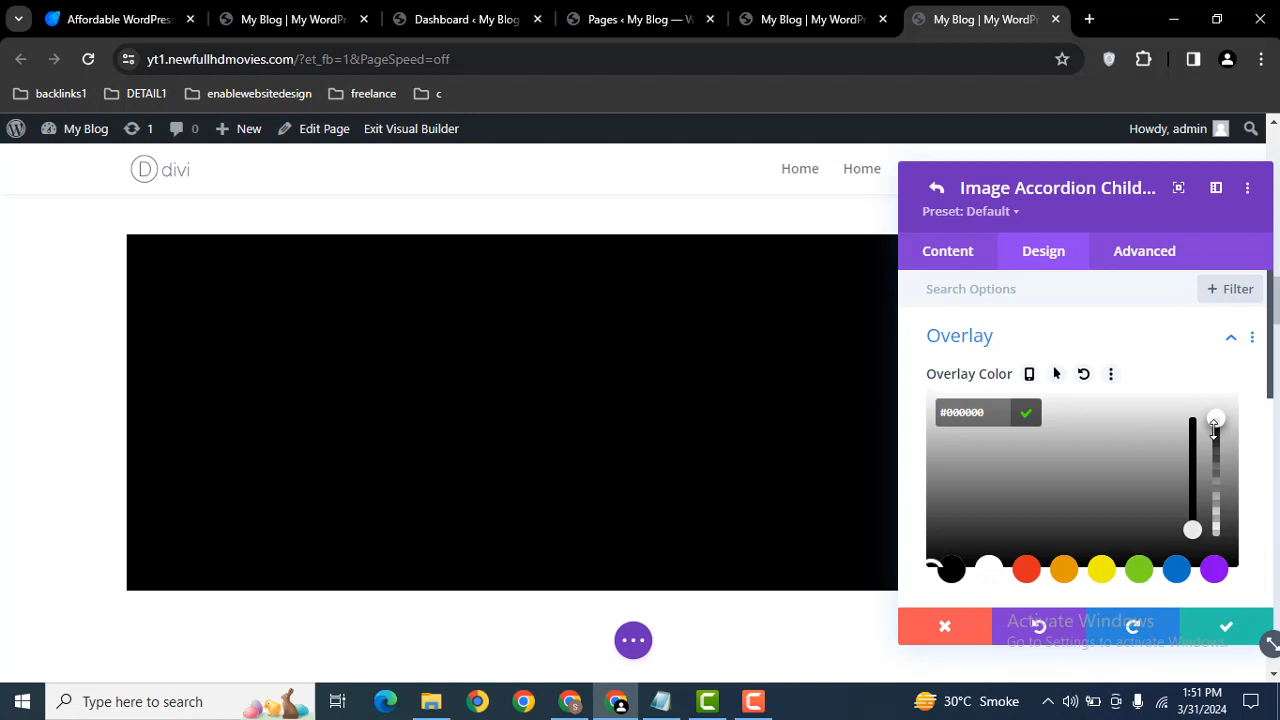 Affordable WordPress
My Blog | My WordPr
Dashboard ‹ My Blog
Pages ‹ My Blog — W
My Blog | My WordPr
My Blog | My WordPr
yt1.newfullhdmovies.com/?et_fb=1&PageSpeed=off
backlinks1
DETAIL1
enablewebsitedesign
freelance
c
My Blog
1
0
New
Edit Page
Exit Visual Builder
Howdy, admin
D divi
Home
Home
Image Accordion Child...
Preset: Default
Content
Design
Advanced
Search Options
+ Filter
Overlay
Overlay Color
#000000
Activate Windows
Go to Settings to activate Windows.
Type here to search
S
30°C Smoke
1:51 PM
3/31/2024